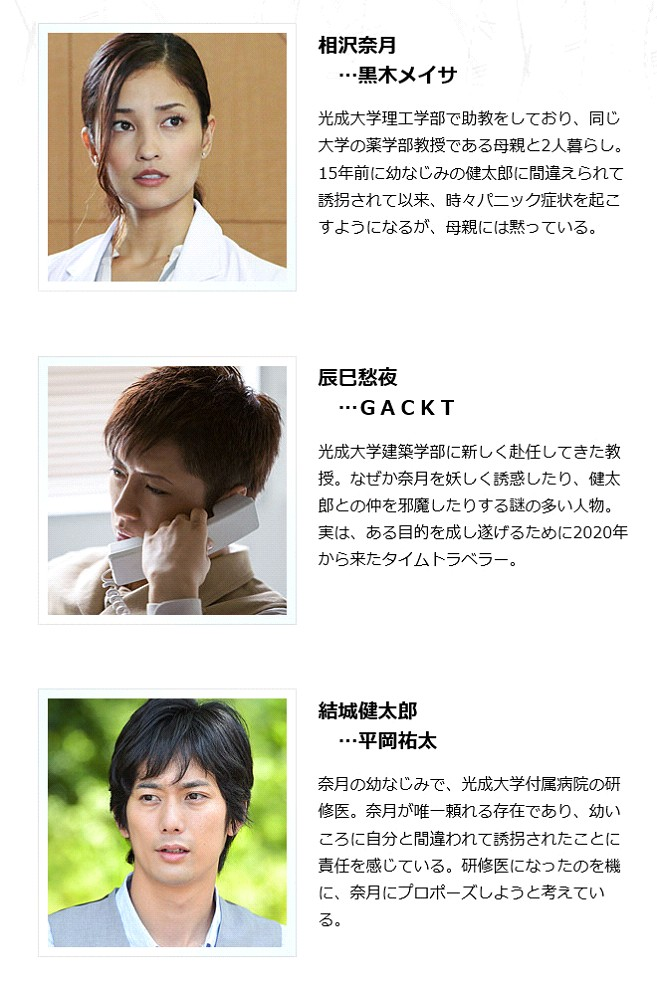 相沢奈月
…黒木メイサ
光成大学理工学部で助教をしており、同じ
大学の薬学部教授である母親と2人暮らし。
15年前に幼なじみの健太郎に間違えられて
誘拐されて以来、時々パニック症状を起こ
すようになるが、母親には黙っている。
辰巳愁夜
…ＧＡＣＫＴ
光成大学建築学部に新しく赴任してきた教
授。なぜか奈月を妖しく誘惑したり、健太
郎との仲を邪魔したりする謎の多い人物。
実は、ある目的を成し遂げるために2020年
から来たタイムトラベラー。
結城健太郎
…平岡祐太
奈月の幼なじみで、光成大学付属病院の研
修医。奈月が唯一頼れる存在であり、幼い
ころに自分と間違われて誘拐されたことに
責任を感じている。研修医になったのを機
に、奈月にプロポーズしようと考えてい
る。